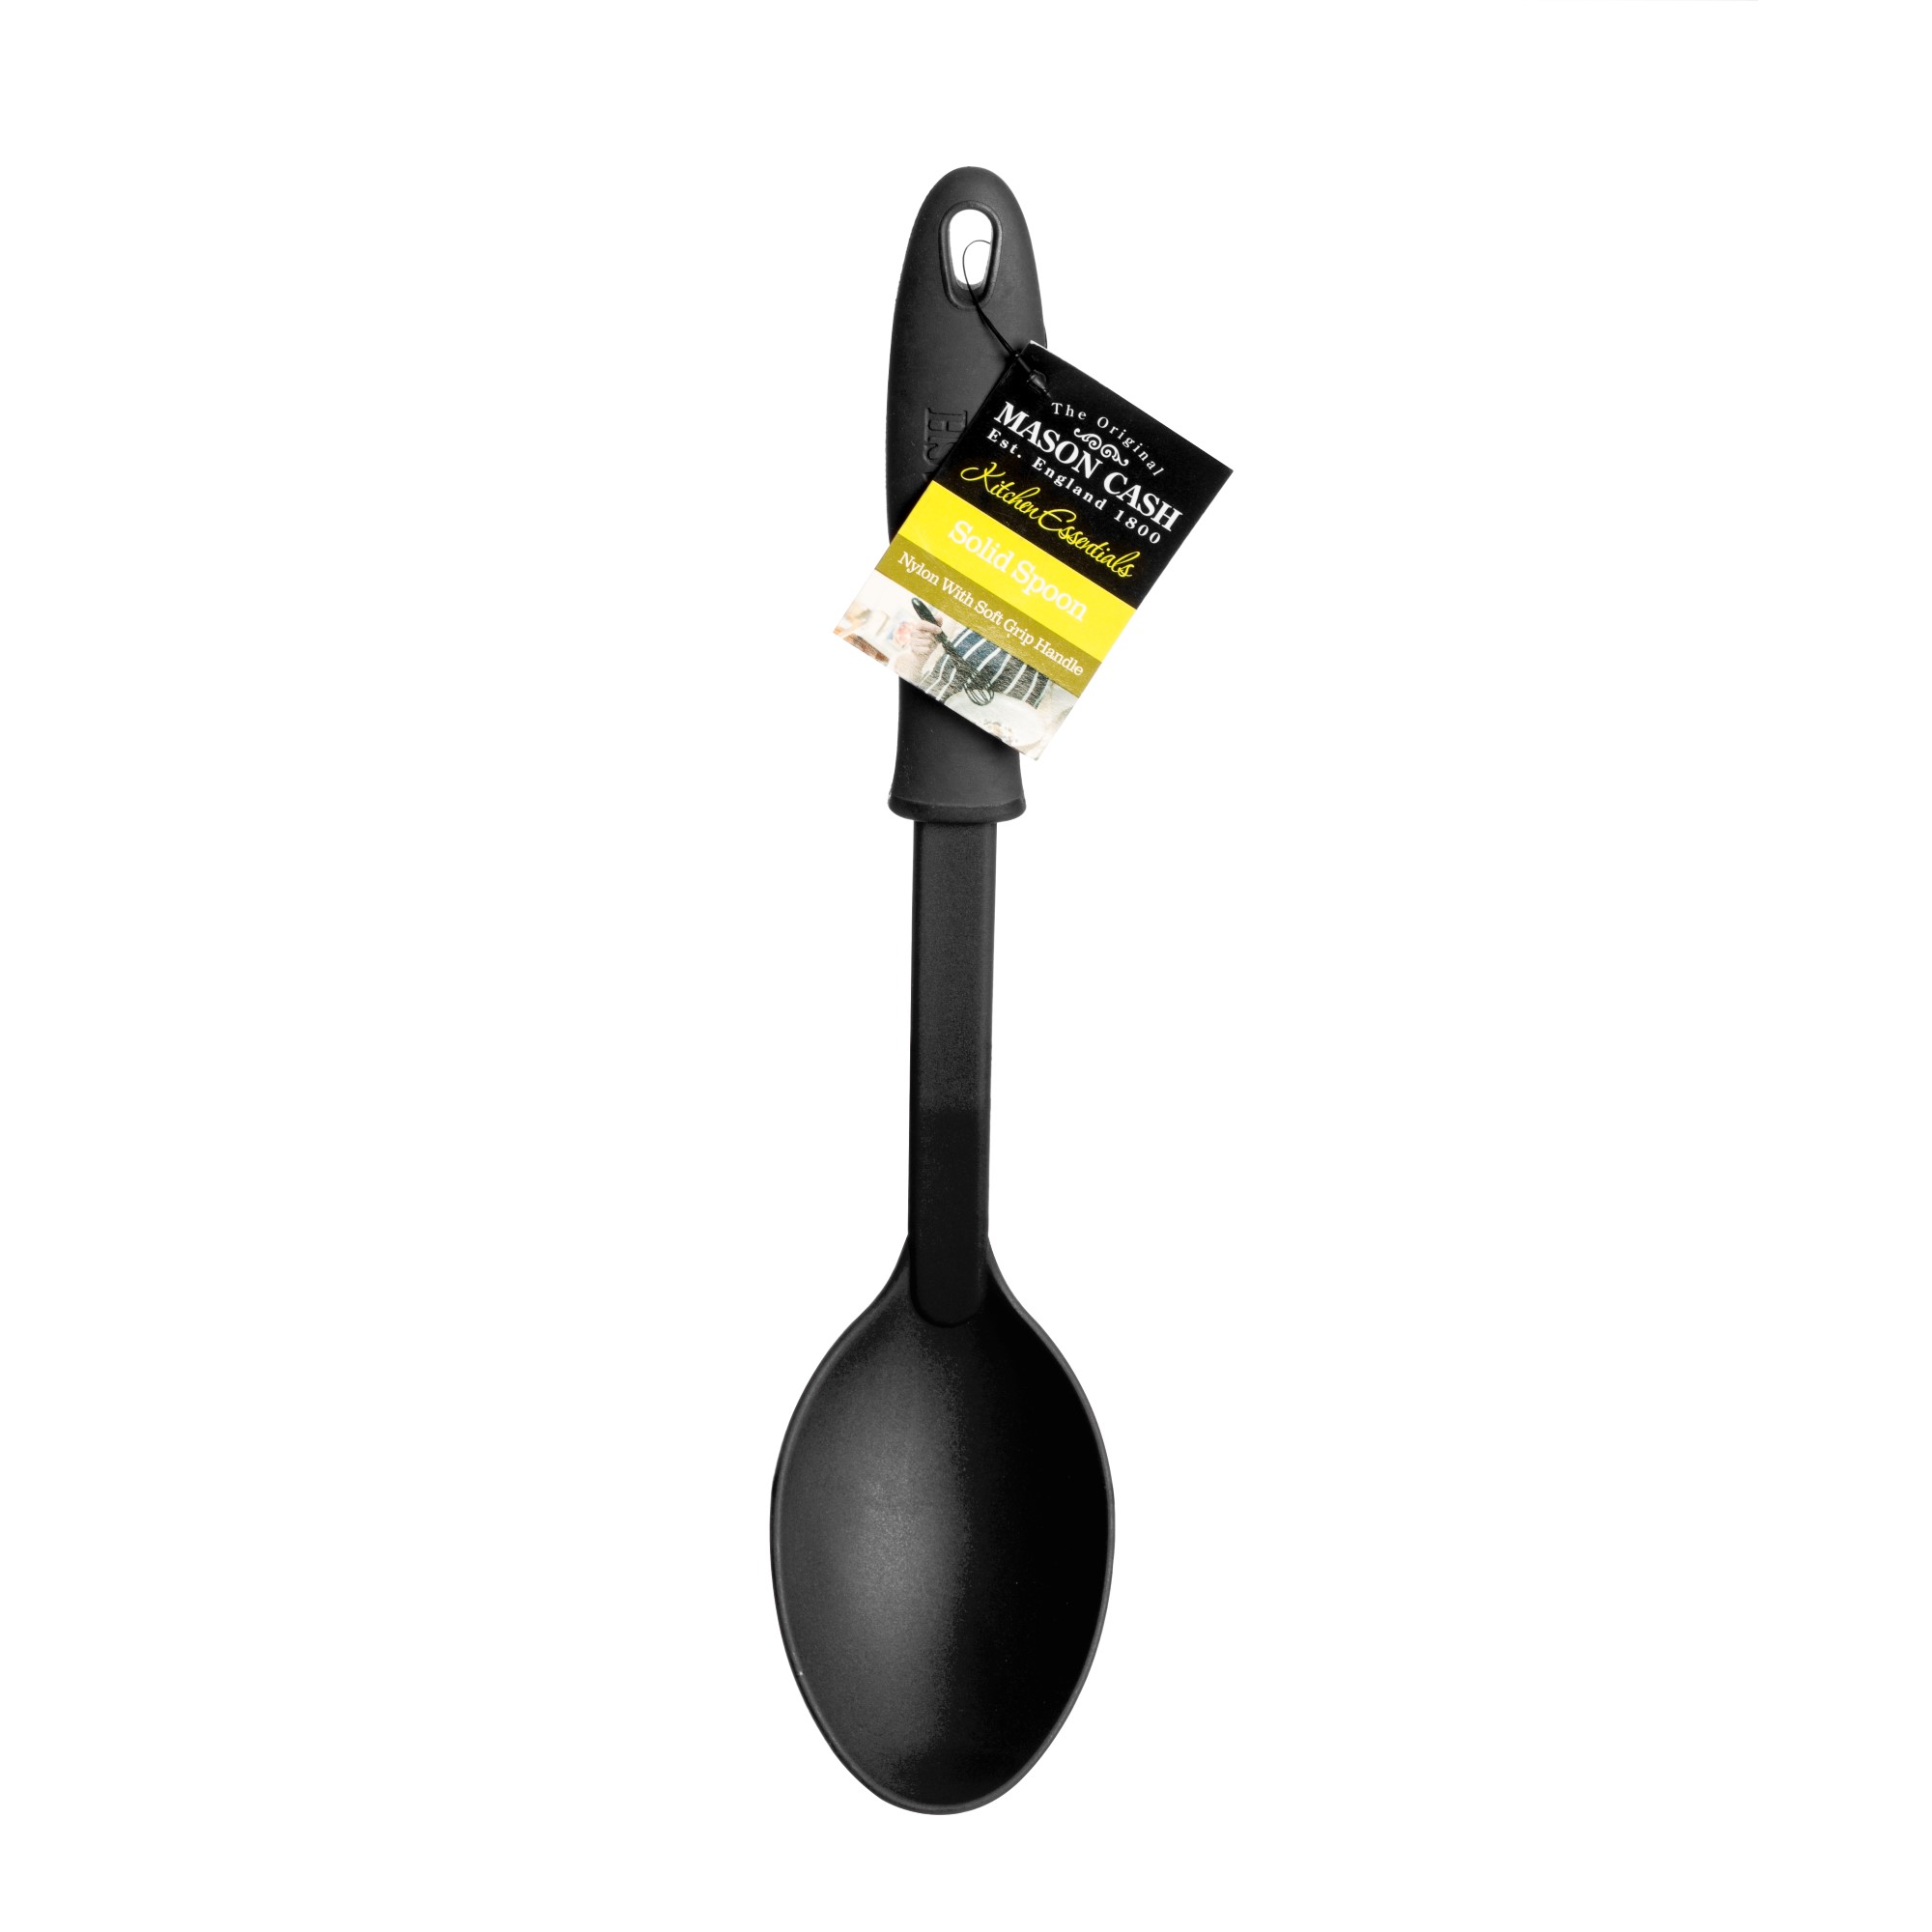 The Original
MASON CASH
Est. England 1800
Kitchen Essentials
Solid Spoon
Nylon With Soft Grip Handle